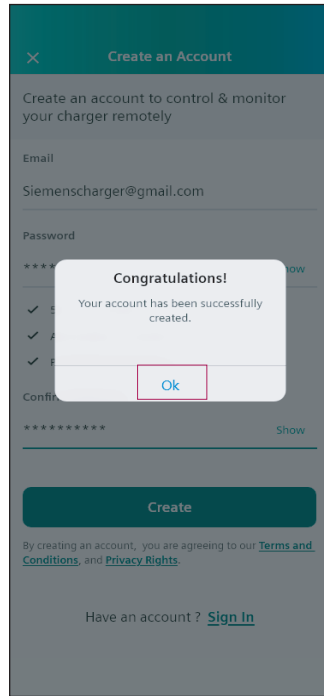 Create an Account
Create an account to control & monitor
your charger remotely
Email
Siemenscharger@gmail.com
Password
****
Congratulations!
Your account has been successfully
created.
Ok
**********
Show
Create
By creating an account, you are agreeing to our Terms and
Conditions, and Privacy Rights.
Have an account ? Sign In